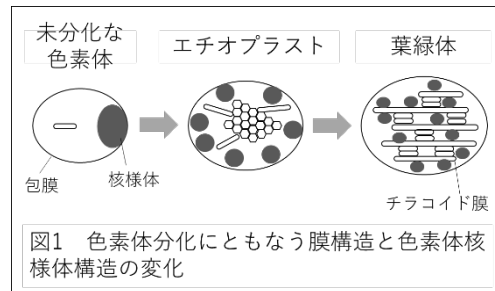 未分化な
色素体
エチオプラスト
葉緑体
包膜
核様体
チラコイド膜
図1　色素体分化にともなう膜構造と色素体核
様体構造の変化